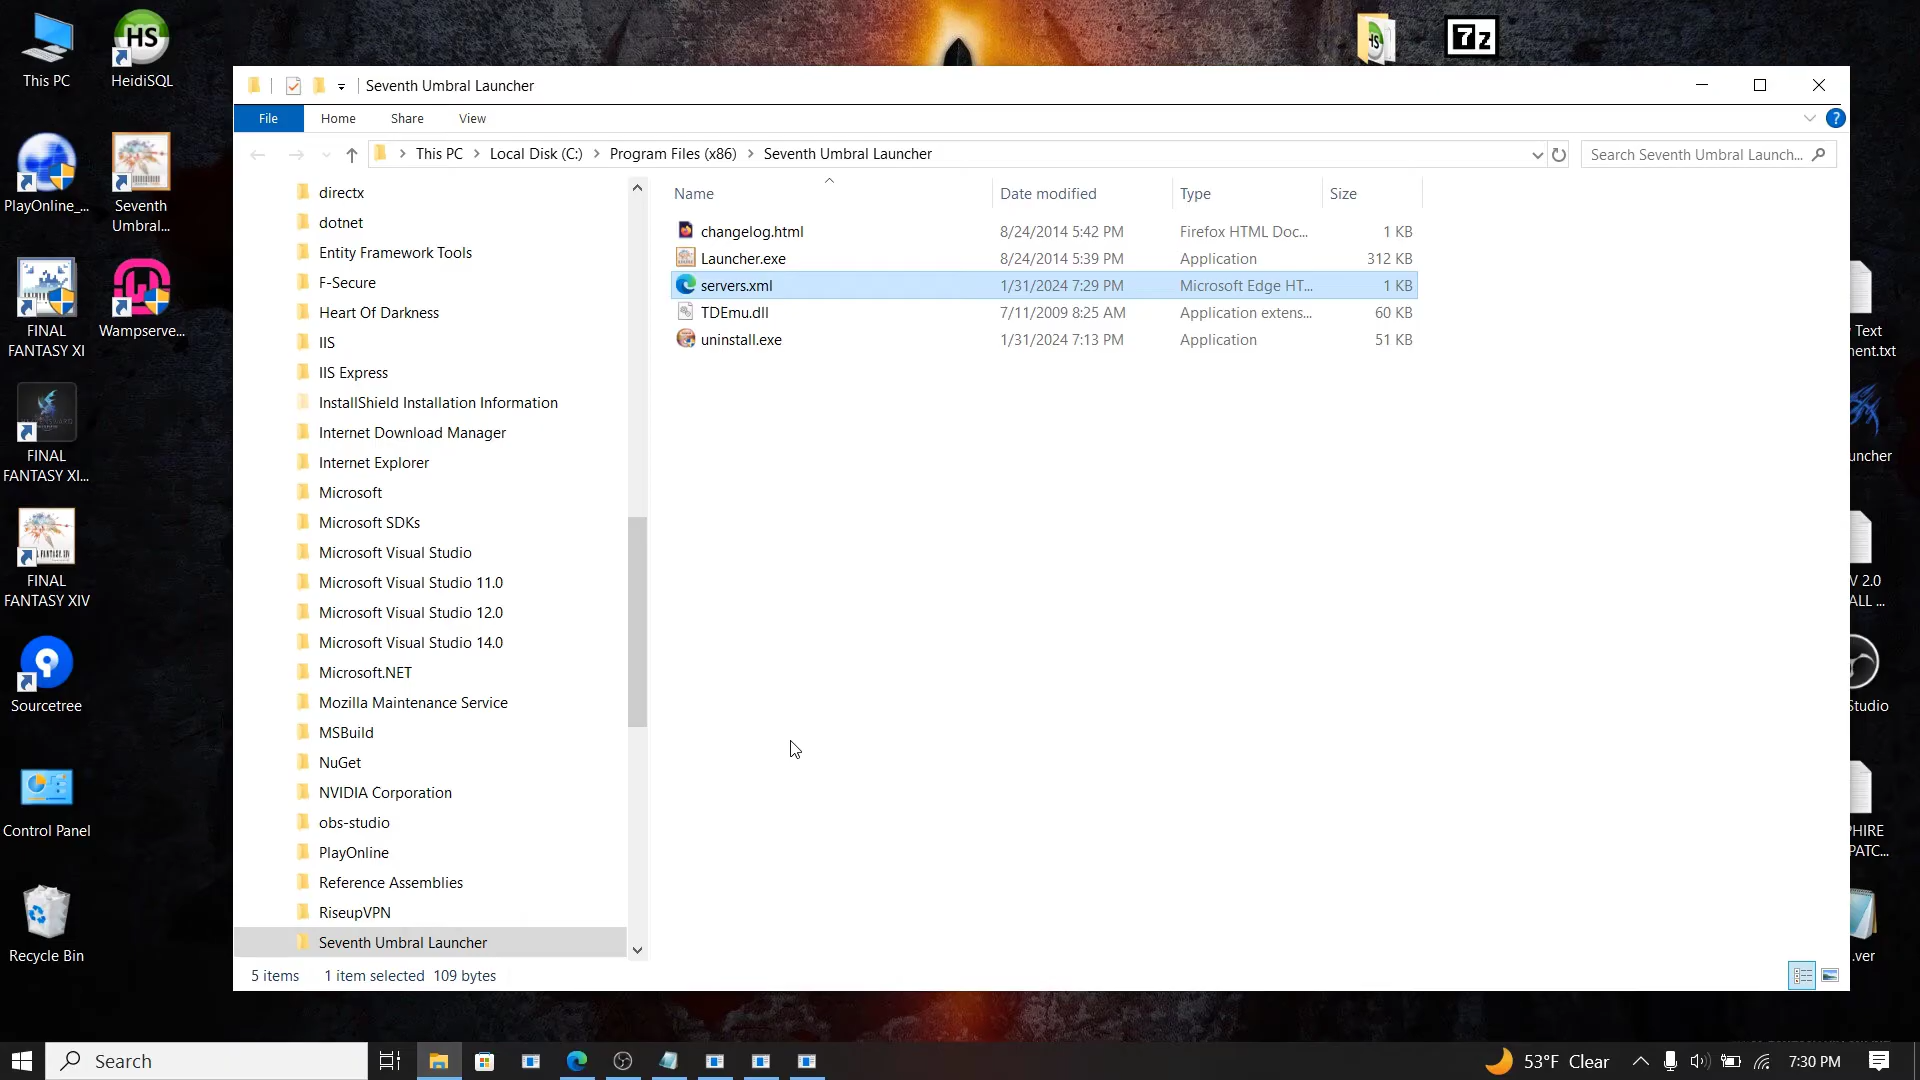 This PC
HeidiSQL
PlayOnline_...
Seventh
Umbral...
FINAL
FANTASY XI
Wampserve...
FINAL
FANTASY XI...
FINAL
FANTASY XIV
Sourcetree
Control Panel
Recycle Bin
Seventh Umbral Launcher
File
Home
Share
View
This PC
Local Disk (C:)
Program Files (x86)
Seventh Umbral Launcher
Search Seventh Umbral Launch...
directx
dotnet
Entity Framework Tools
F-Secure
Heart Of Darkness
IIS
IIS Express
InstallShield Installation Information
Internet Download Manager
Internet Explorer
Microsoft
Microsoft SDKs
Microsoft Visual Studio
Microsoft Visual Studio 11.0
Microsoft Visual Studio 12.0
Microsoft Visual Studio 14.0
Microsoft.NET
Mozilla Maintenance Service
MSBuild
NuGet
NVIDIA Corporation
obs-studio
PlayOnline
Reference Assemblies
RiseupVPN
Seventh Umbral Launcher
Name Date modified Type Size
changelog.html 8/24/2014 5:42 PM Firefox HTML Doc... 1 KB
Launcher.exe 8/24/2014 5:39 PM Application 312 KB
servers.xml 1/31/2024 7:29 PM Microsoft Edge HT... 1 KB
TDEmu.dll 7/11/2009 8:25 AM Application extens... 60 KB
uninstall.exe 1/31/2024 7:13 PM Application 51 KB
5 items 1 item selected 109 bytes
7z
Text
ment.txt
uncher
V 2.0
ALL ...
Studio
PHIRE
PATC...
.ver
Search
53°F Clear
7:30 PM